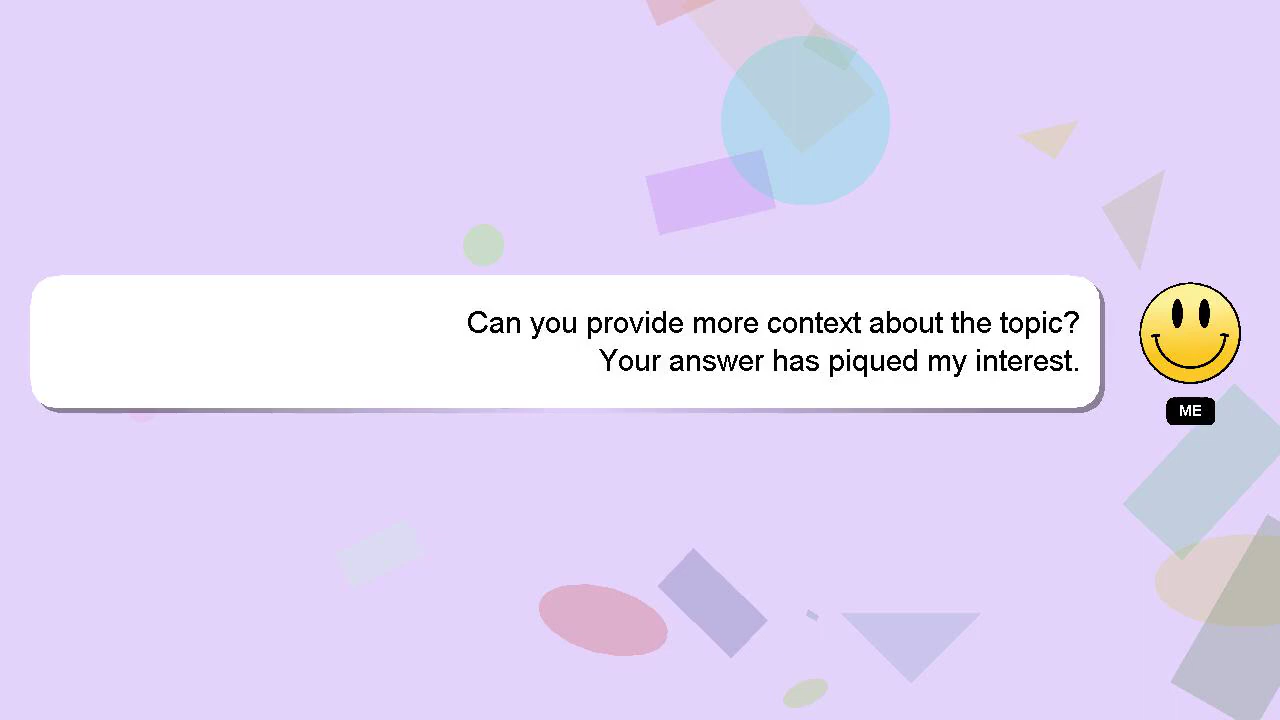 Can you provide more context about the topic?
Your answer has piqued my interest.
ME